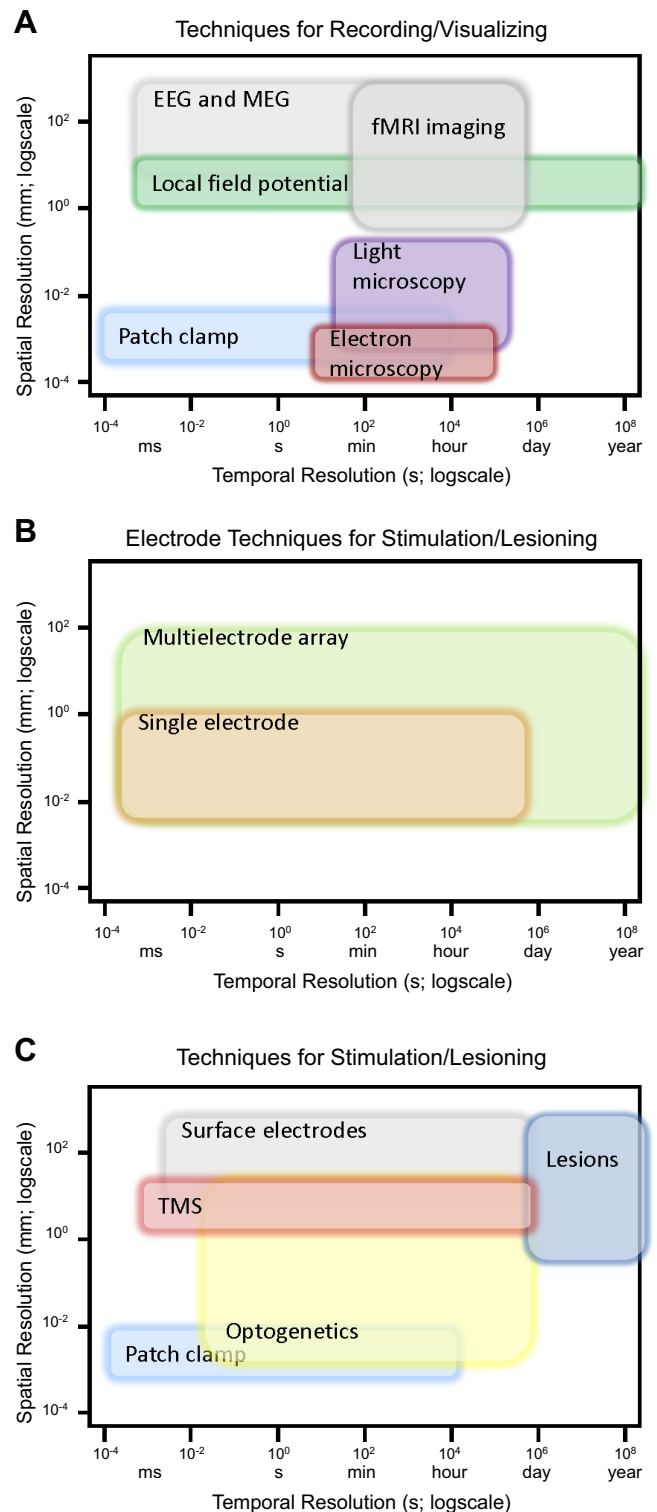 A
Techniques for Recording/Visualizing
Spatial Resolution (mm; logscale)
10²
10⁰
10⁻²
10⁻⁴
EEG and MEG
fMRI imaging
Local field potential
Light
microscopy
Patch clamp
Electron
microscopy
10⁻⁴ 10⁻² 10⁰ 10² 10⁴ 10⁶ 10⁸
ms s min hour day year
Temporal Resolution (s; logscale)
B
Electrode Techniques for Stimulation/Lesioning
Spatial Resolution (mm; logscale)
10²
10⁰
10⁻²
10⁻⁴
Multielectrode array
Single electrode
10⁻⁴ 10⁻² 10⁰ 10² 10⁴ 10⁶ 10⁸
ms s min hour day year
Temporal Resolution (s; logscale)
C
Techniques for Stimulation/Lesioning
Spatial Resolution (mm; logscale)
10²
10⁰
10⁻²
10⁻⁴
Surface electrodes
Lesions
TMS
Optogenetics
Patch clamp
10⁻⁴ 10⁻² 10⁰ 10² 10⁴ 10⁶ 10⁸
ms s min hour day year
Temporal Resolution (s; logscale)